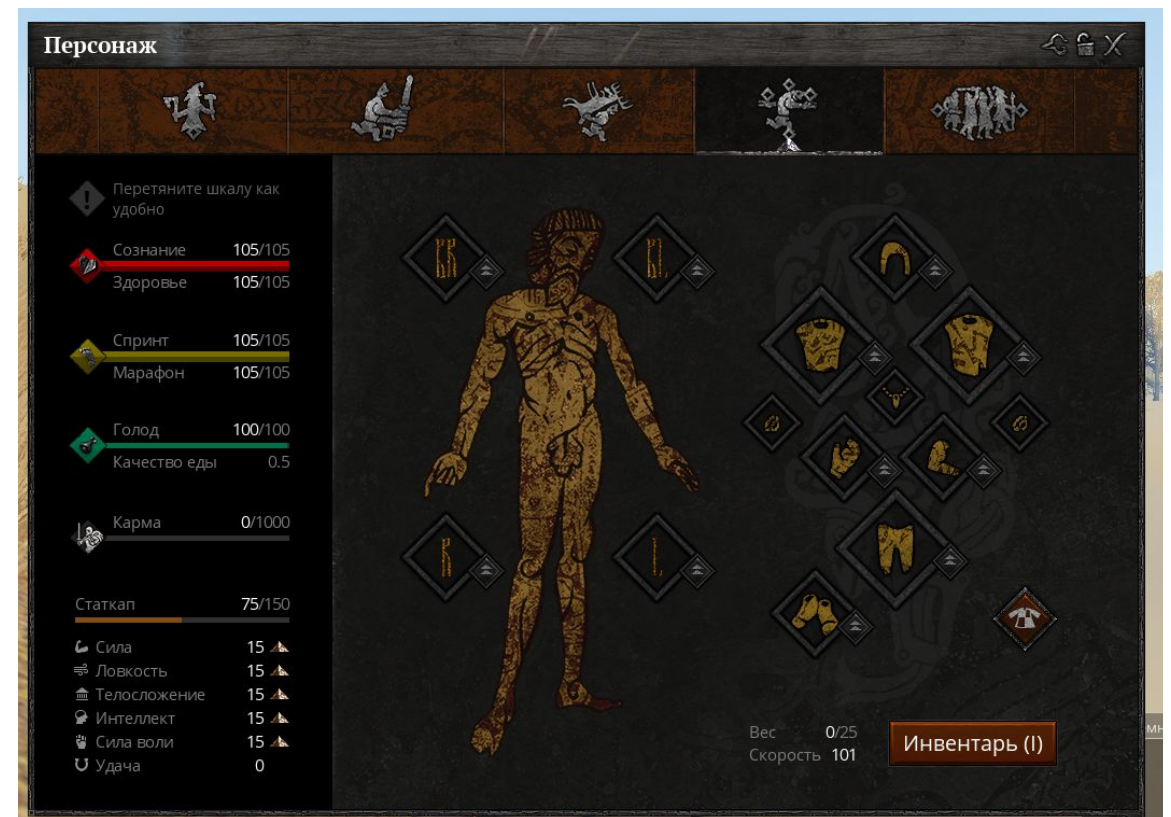 Персонаж
Перетяните шкалу как
удобно
Сознание 105/105
Здоровье 105/105
Спринт 105/105
Марафон 105/105
Голод 100/100
Качество еды 0.5
Карма 0/1000
Статкап 75/150
Сила 15
Ловкость 15
Телосложение 15
Интеллект 15
Сила воли 15
Удача 0
Вес 0/25
Скорость 101
Инвентарь (I)